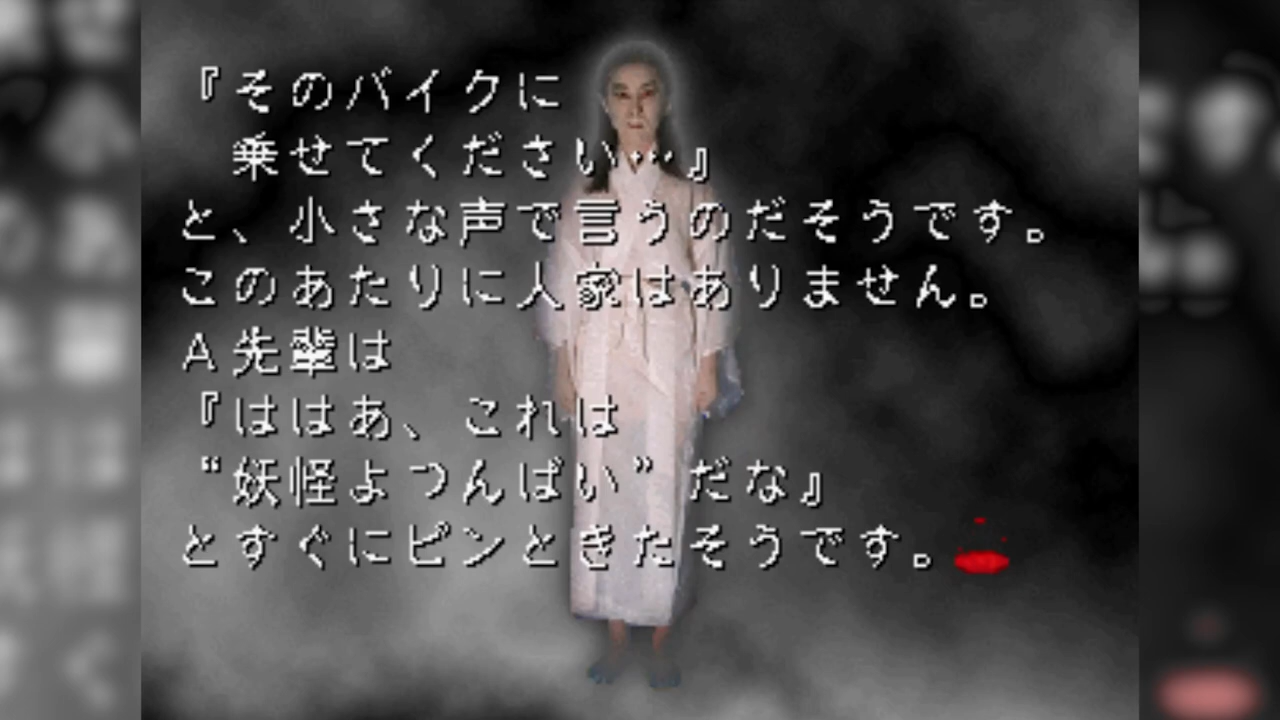 『そのバイクに
乗せてください…』
と、小さな声で言うのだそうです。
このあたりに人家はありません。
A先輩は
『ははあ、これは
“妖怪よつんばい”だな』
とすぐにピンときたそうです。